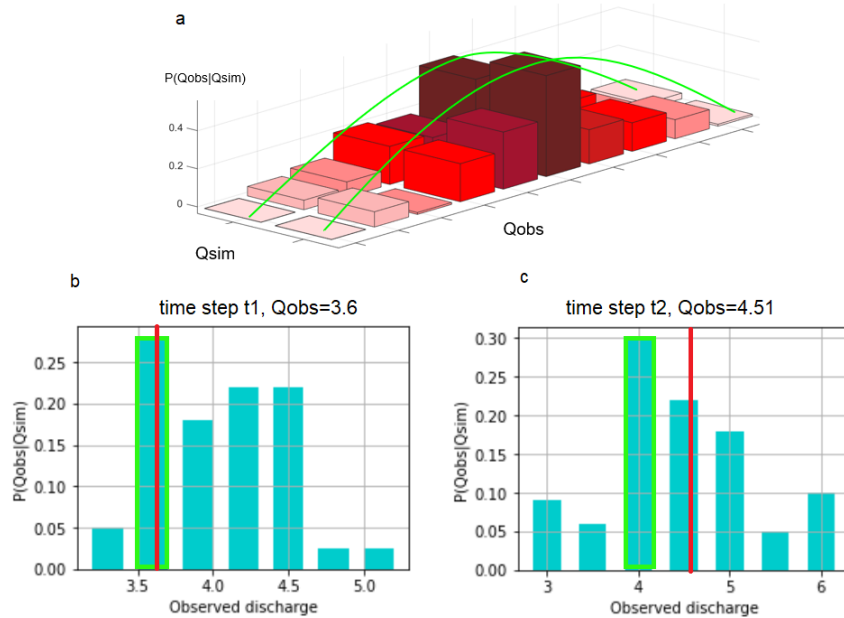 a
P(Qobs|Qsim)
0.4
0.2
0
Qsim
Qobs
b
time step t1, Qobs=3.6
P(Qobs|Qsim)
0.25
0.20
0.15
0.10
0.05
0.00
3.5
4.0
4.5
5.0
Observed discharge
c
time step t2, Qobs=4.51
P(Qobs|Qsim)
0.30
0.25
0.20
0.15
0.10
0.05
0.00
3
4
5
6
Observed discharge